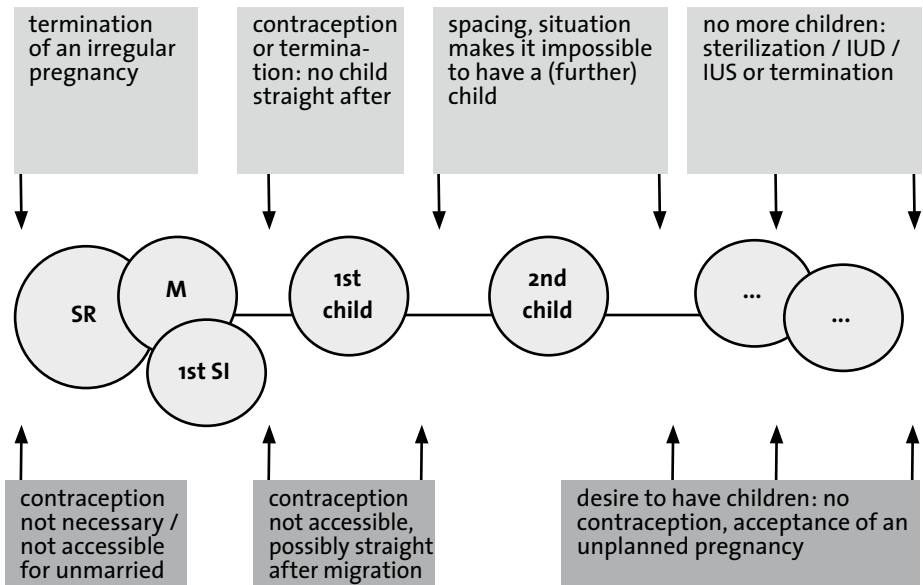 termination
of an irregular
pregnancy
contraception
or termina-
tion: no child
straight after
spacing, situation
makes it impossible
to have a (further)
child
no more children:
sterilization / IUD /
IUS or termination
SR
M
1st SI
1st
child
2nd
child
...
...
contraception
not necessary /
not accessible
for unmarried
contraception
not accessible,
possibly straight
after migration
desire to have children: no
contraception, acceptance of an
unplanned pregnancy